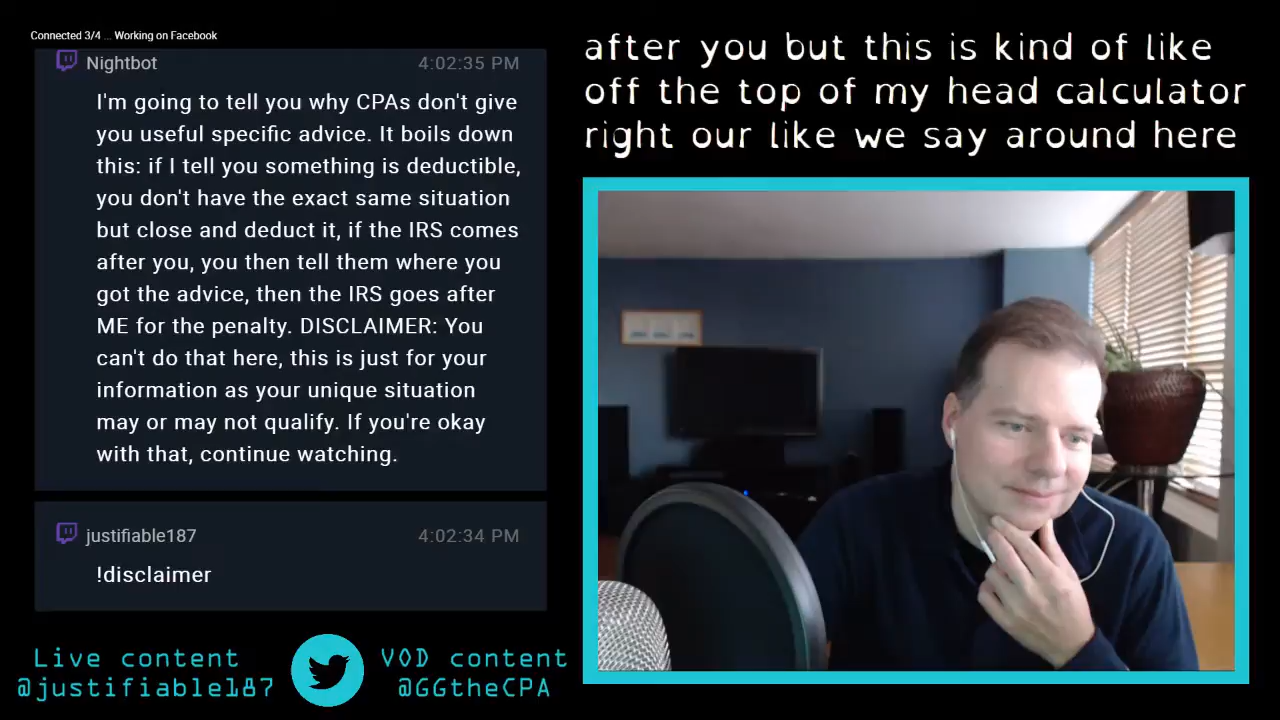 Connected 3/4 ... Working on Facebook
Nightbot 4:02:35 PM
I'm going to tell you why CPAs don't give
you useful specific advice. It boils down
this: if I tell you something is deductible,
you don't have the exact same situation
but close and deduct it, if the IRS comes
after you, you then tell them where you
got the advice, then the IRS goes after
ME for the penalty. DISCLAIMER: You
can't do that here, this is just for your
information as your unique situation
may or may not qualify. If you're okay
with that, continue watching.
justifiable187 4:02:34 PM
!disclaimer
Live content
@justifiable187
VOD content
@GGtheCPA
after you but this is kind of like
off the top of my head calculator
right our like we say around here